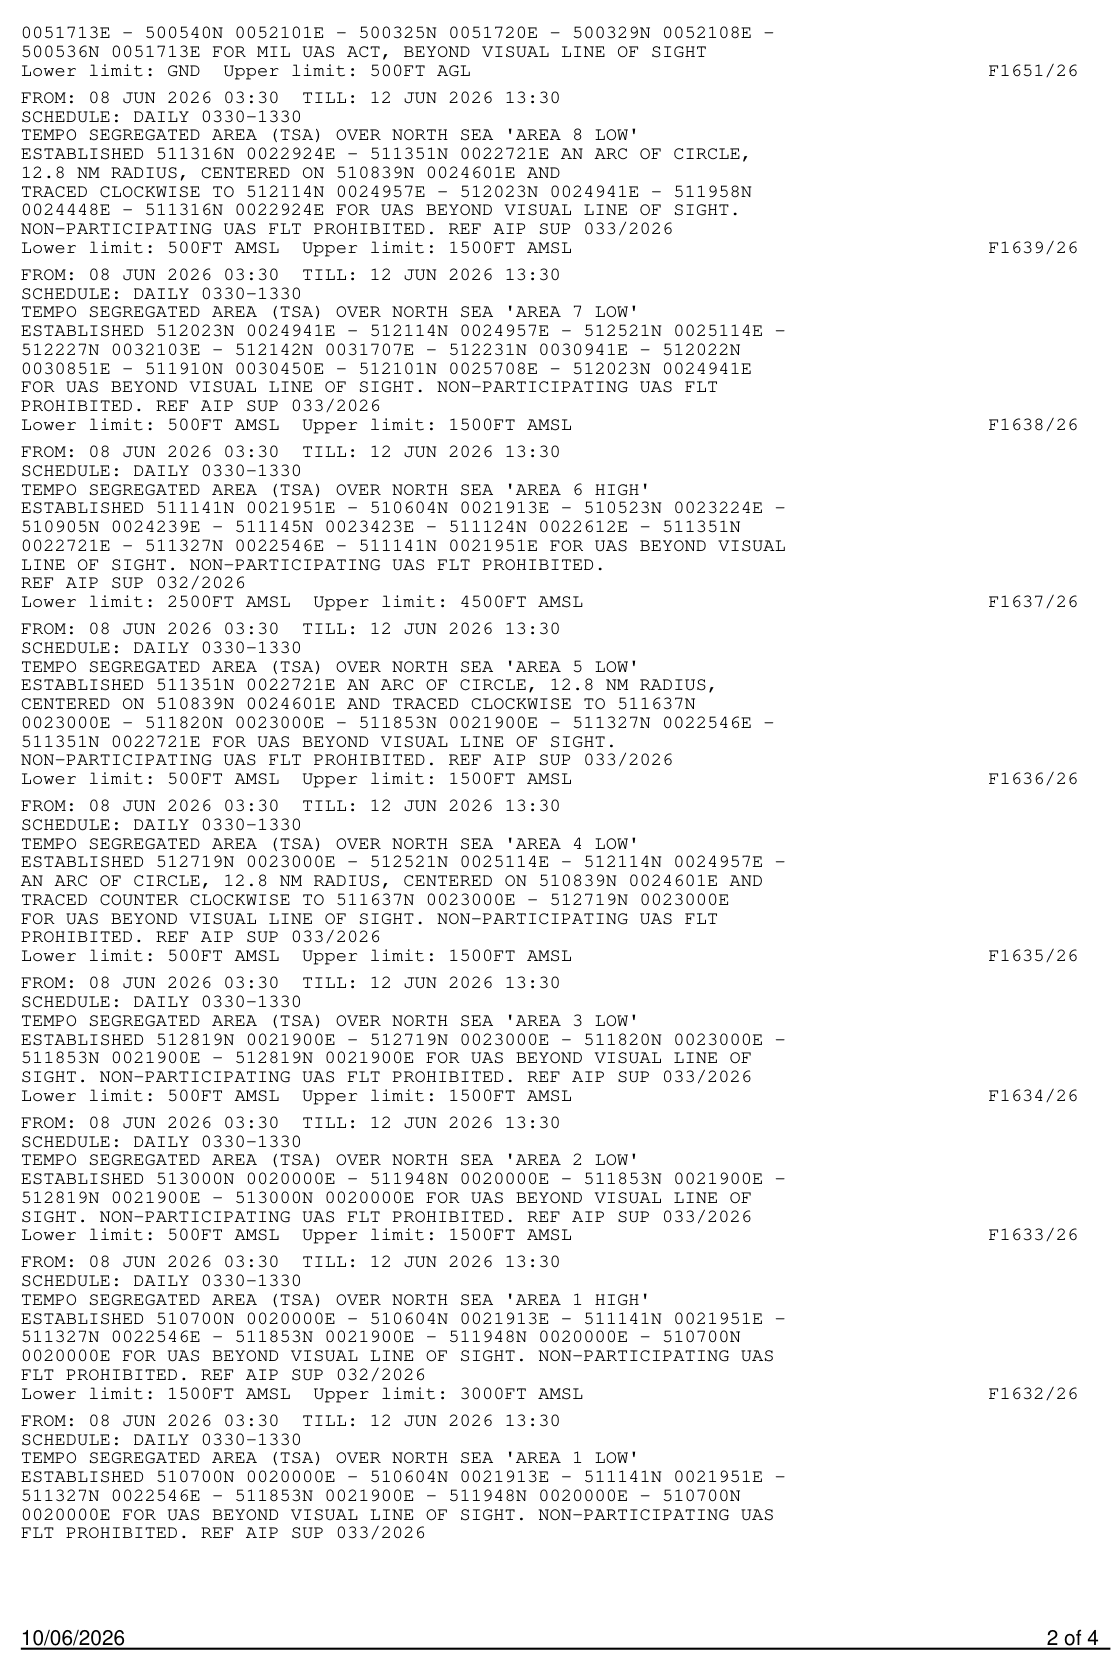 0051713E - 500540N 0052101E - 500325N 0051720E - 500329N 0052108E -
500536N 0051713E FOR MIL UAS ACT, BEYOND VISUAL LINE OF SIGHT
Lower limit: GND  Upper limit: 500FT AGL F1651/26
FROM: 08 JUN 2026 03:30  TILL: 12 JUN 2026 13:30
SCHEDULE: DAILY 0330-1330
TEMPO SEGREGATED AREA (TSA) OVER NORTH SEA 'AREA 8 LOW'
ESTABLISHED 511316N 0022924E - 511351N 0022721E AN ARC OF CIRCLE,
12.8 NM RADIUS, CENTERED ON 510839N 0024601E AND
TRACED CLOCKWISE TO 512114N 0024957E - 512023N 0024941E - 511958N
0024448E - 511316N 0022924E FOR UAS BEYOND VISUAL LINE OF SIGHT.
NON-PARTICIPATING UAS FLT PROHIBITED. REF AIP SUP 033/2026
Lower limit: 500FT AMSL  Upper limit: 1500FT AMSL F1639/26
FROM: 08 JUN 2026 03:30  TILL: 12 JUN 2026 13:30
SCHEDULE: DAILY 0330-1330
TEMPO SEGREGATED AREA (TSA) OVER NORTH SEA 'AREA 7 LOW'
ESTABLISHED 512023N 0024941E - 512114N 0024957E - 512521N 0025114E -
512227N 0032103E - 512142N 0031707E - 512231N 0030941E - 512022N
0030851E - 511910N 0030450E - 512101N 0025708E - 512023N 0024941E
FOR UAS BEYOND VISUAL LINE OF SIGHT. NON-PARTICIPATING UAS FLT
PROHIBITED. REF AIP SUP 033/2026
Lower limit: 500FT AMSL  Upper limit: 1500FT AMSL F1638/26
FROM: 08 JUN 2026 03:30  TILL: 12 JUN 2026 13:30
SCHEDULE: DAILY 0330-1330
TEMPO SEGREGATED AREA (TSA) OVER NORTH SEA 'AREA 6 HIGH'
ESTABLISHED 511141N 0021951E - 510604N 0021913E - 510523N 0023224E -
510905N 0024239E - 511145N 0023423E - 511124N 0022612E - 511351N
0022721E - 511327N 0022546E - 511141N 0021951E FOR UAS BEYOND VISUAL
LINE OF SIGHT. NON-PARTICIPATING UAS FLT PROHIBITED.
REF AIP SUP 032/2026
Lower limit: 2500FT AMSL  Upper limit: 4500FT AMSL F1637/26
FROM: 08 JUN 2026 03:30  TILL: 12 JUN 2026 13:30
SCHEDULE: DAILY 0330-1330
TEMPO SEGREGATED AREA (TSA) OVER NORTH SEA 'AREA 5 LOW'
ESTABLISHED 511351N 0022721E AN ARC OF CIRCLE, 12.8 NM RADIUS,
CENTERED ON 510839N 0024601E AND TRACED CLOCKWISE TO 511637N
0023000E - 511820N 0023000E - 511853N 0021900E - 511327N 0022546E -
511351N 0022721E FOR UAS BEYOND VISUAL LINE OF SIGHT.
NON-PARTICIPATING UAS FLT PROHIBITED. REF AIP SUP 033/2026
Lower limit: 500FT AMSL  Upper limit: 1500FT AMSL F1636/26
FROM: 08 JUN 2026 03:30  TILL: 12 JUN 2026 13:30
SCHEDULE: DAILY 0330-1330
TEMPO SEGREGATED AREA (TSA) OVER NORTH SEA 'AREA 4 LOW'
ESTABLISHED 512719N 0023000E - 512521N 0025114E - 512114N 0024957E -
AN ARC OF CIRCLE, 12.8 NM RADIUS, CENTERED ON 510839N 0024601E AND
TRACED COUNTER CLOCKWISE TO 511637N 0023000E - 512719N 0023000E
FOR UAS BEYOND VISUAL LINE OF SIGHT. NON-PARTICIPATING UAS FLT
PROHIBITED. REF AIP SUP 033/2026
Lower limit: 500FT AMSL  Upper limit: 1500FT AMSL F1635/26
FROM: 08 JUN 2026 03:30  TILL: 12 JUN 2026 13:30
SCHEDULE: DAILY 0330-1330
TEMPO SEGREGATED AREA (TSA) OVER NORTH SEA 'AREA 3 LOW'
ESTABLISHED 512819N 0021900E - 512719N 0023000E - 511820N 0023000E -
511853N 0021900E - 512819N 0021900E FOR UAS BEYOND VISUAL LINE OF
SIGHT. NON-PARTICIPATING UAS FLT PROHIBITED. REF AIP SUP 033/2026
Lower limit: 500FT AMSL  Upper limit: 1500FT AMSL F1634/26
FROM: 08 JUN 2026 03:30  TILL: 12 JUN 2026 13:30
SCHEDULE: DAILY 0330-1330
TEMPO SEGREGATED AREA (TSA) OVER NORTH SEA 'AREA 2 LOW'
ESTABLISHED 513000N 0020000E - 511948N 0020000E - 511853N 0021900E -
512819N 0021900E - 513000N 0020000E FOR UAS BEYOND VISUAL LINE OF
SIGHT. NON-PARTICIPATING UAS FLT PROHIBITED. REF AIP SUP 033/2026
Lower limit: 500FT AMSL  Upper limit: 1500FT AMSL F1633/26
FROM: 08 JUN 2026 03:30  TILL: 12 JUN 2026 13:30
SCHEDULE: DAILY 0330-1330
TEMPO SEGREGATED AREA (TSA) OVER NORTH SEA 'AREA 1 HIGH'
ESTABLISHED 510700N 0020000E - 510604N 0021913E - 511141N 0021951E -
511327N 0022546E - 511853N 0021900E - 511948N 0020000E - 510700N
0020000E FOR UAS BEYOND VISUAL LINE OF SIGHT. NON-PARTICIPATING UAS
FLT PROHIBITED. REF AIP SUP 032/2026
Lower limit: 1500FT AMSL  Upper limit: 3000FT AMSL F1632/26
FROM: 08 JUN 2026 03:30  TILL: 12 JUN 2026 13:30
SCHEDULE: DAILY 0330-1330
TEMPO SEGREGATED AREA (TSA) OVER NORTH SEA 'AREA 1 LOW'
ESTABLISHED 510700N 0020000E - 510604N 0021913E - 511141N 0021951E -
511327N 0022546E - 511853N 0021900E - 511948N 0020000E - 510700N
0020000E FOR UAS BEYOND VISUAL LINE OF SIGHT. NON-PARTICIPATING UAS
FLT PROHIBITED. REF AIP SUP 033/2026
10/06/2026 2 of 4